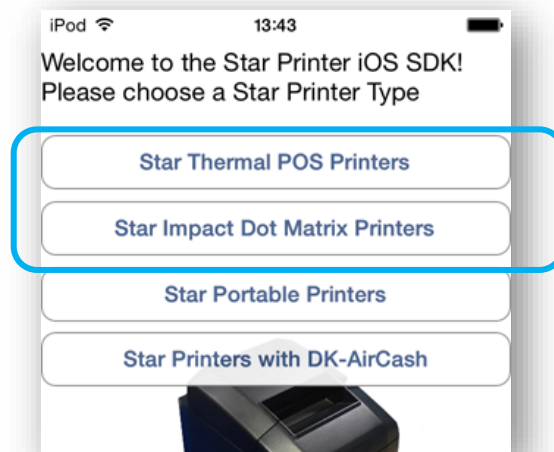 iPod 13:43
Welcome to the Star Printer iOS SDK!
Please choose a Star Printer Type
Star Thermal POS Printers
Star Impact Dot Matrix Printers
Star Portable Printers
Star Printers with DK-AirCash